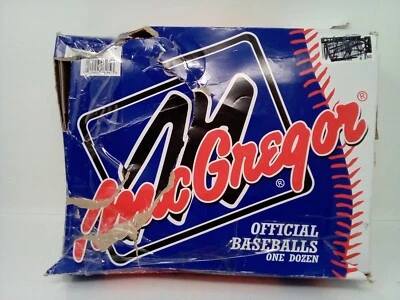 MacGregor®
®
OFFICIAL
BASEBALLS
ONE DOZEN